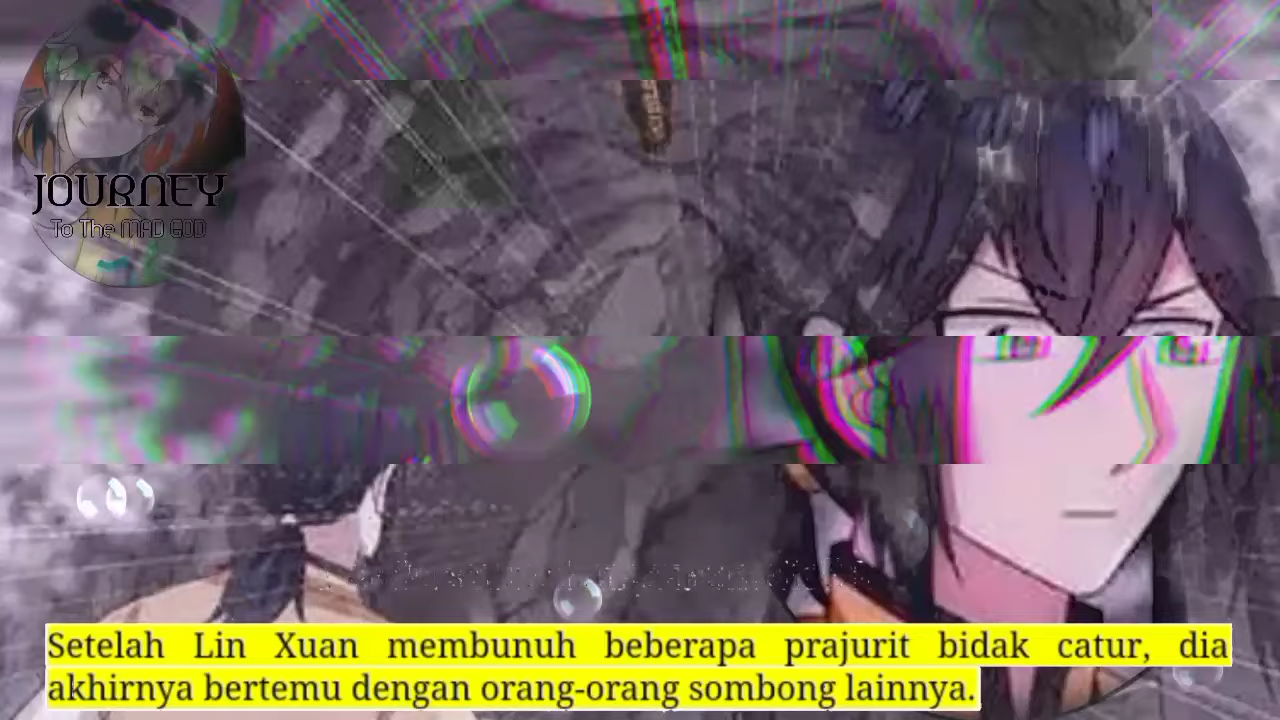 JOURNEY
To The MAD GOD
Setelah Lin Xuan membunuh beberapa prajurit bidak catur, dia
akhirnya bertemu dengan orang-orang sombong lainnya.